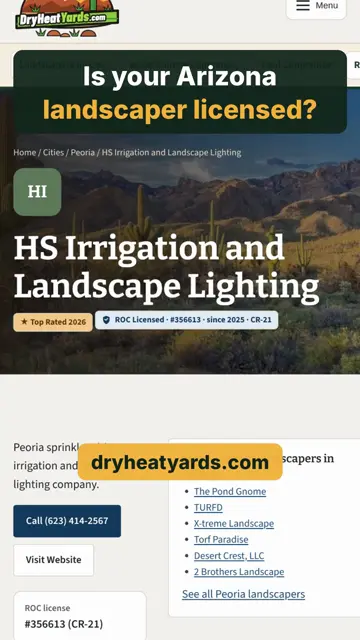 DryHeatYards.com
Menu
Is your Arizona
landscaper licensed?
Home / Cities / Peoria / HS Irrigation and Landscape Lighting
HI
HS Irrigation and
Landscape Lighting
★ Top Rated 2026
ROC Licensed · #356613 · since 2025 · CR-21
Peoria
irrigation and
lighting company.
dryheatyards.com
in
Call (623) 414-2567
Visit Website
• The Pond Gnome
• TURFD
• X-treme Landscape
• Torf Paradise
• Desert Crest, LLC
• 2 Brothers Landscape
See all Peoria landscapers
ROC license
#356613 (CR-21)